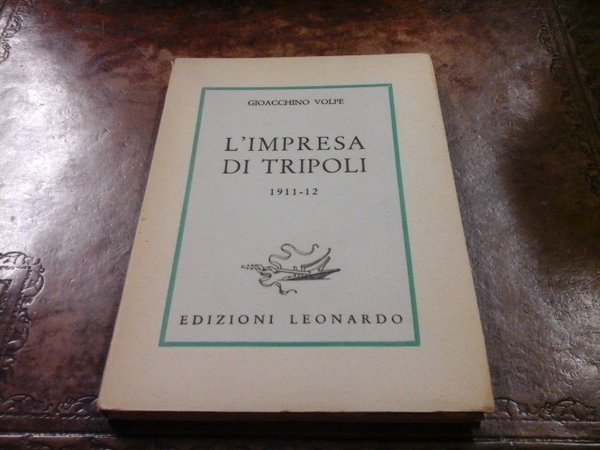 GIOACCHINO VOLPE
L'IMPRESA
DI TRIPOLI
1911-12
EDIZIONI LEONARDO